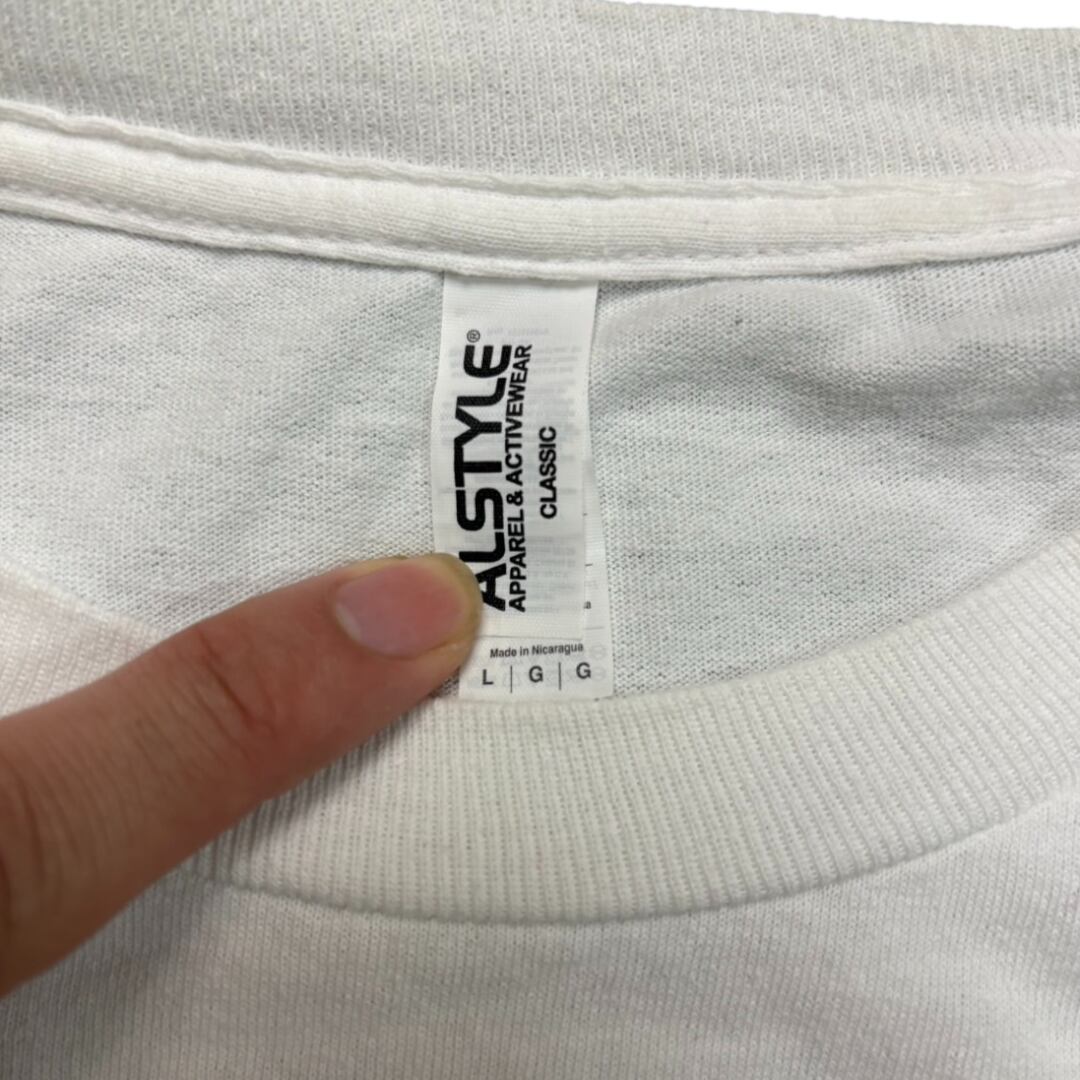 ALSTYLE®
APPAREL & ACTIVEWEAR
CLASSIC
Made in Nicaragua
L | G | G